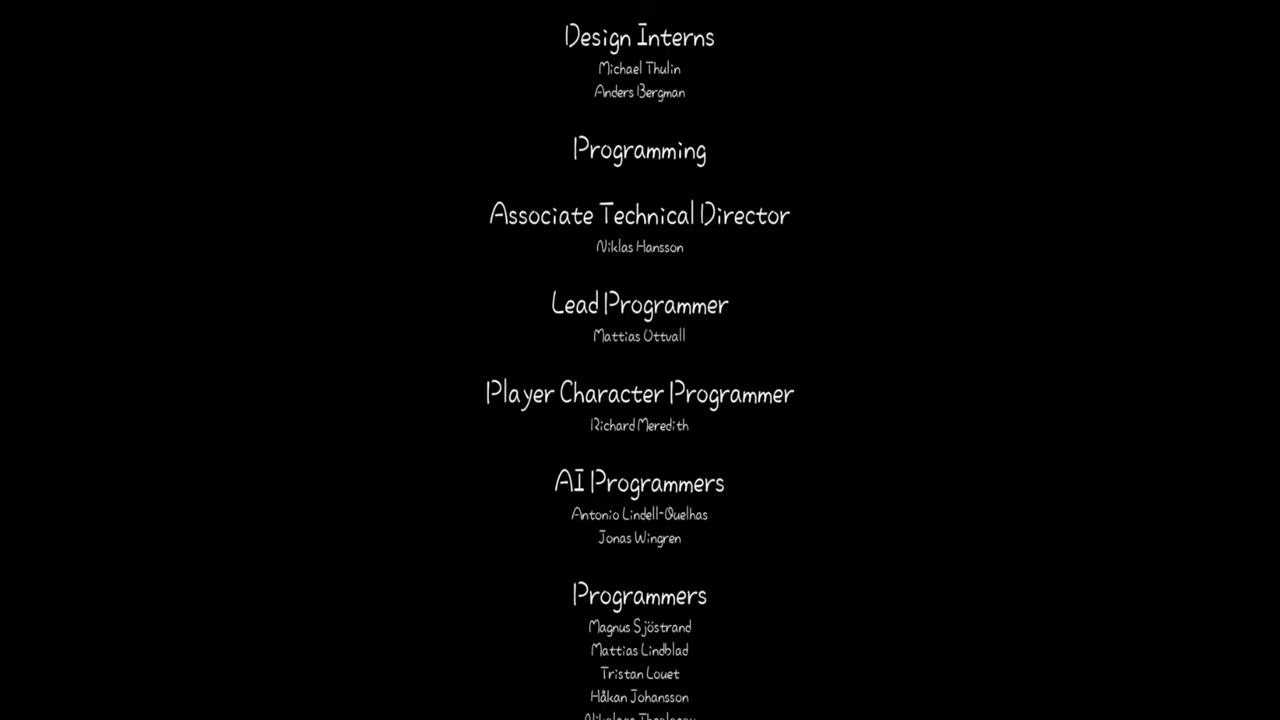 Design Interns
Michael Thulin
Anders Bergman
Programming
Associate Technical Director
Niklas Hansson
Lead Programmer
Mattias Ottvall
Player Character Programmer
Richard Meredith
AI Programmers
Antonio Lindell-Quelhas
Jonas Wingren
Programmers
Magnus Sjöstrand
Mattias Lindblad
Tristan Louet
Håkan Johansson